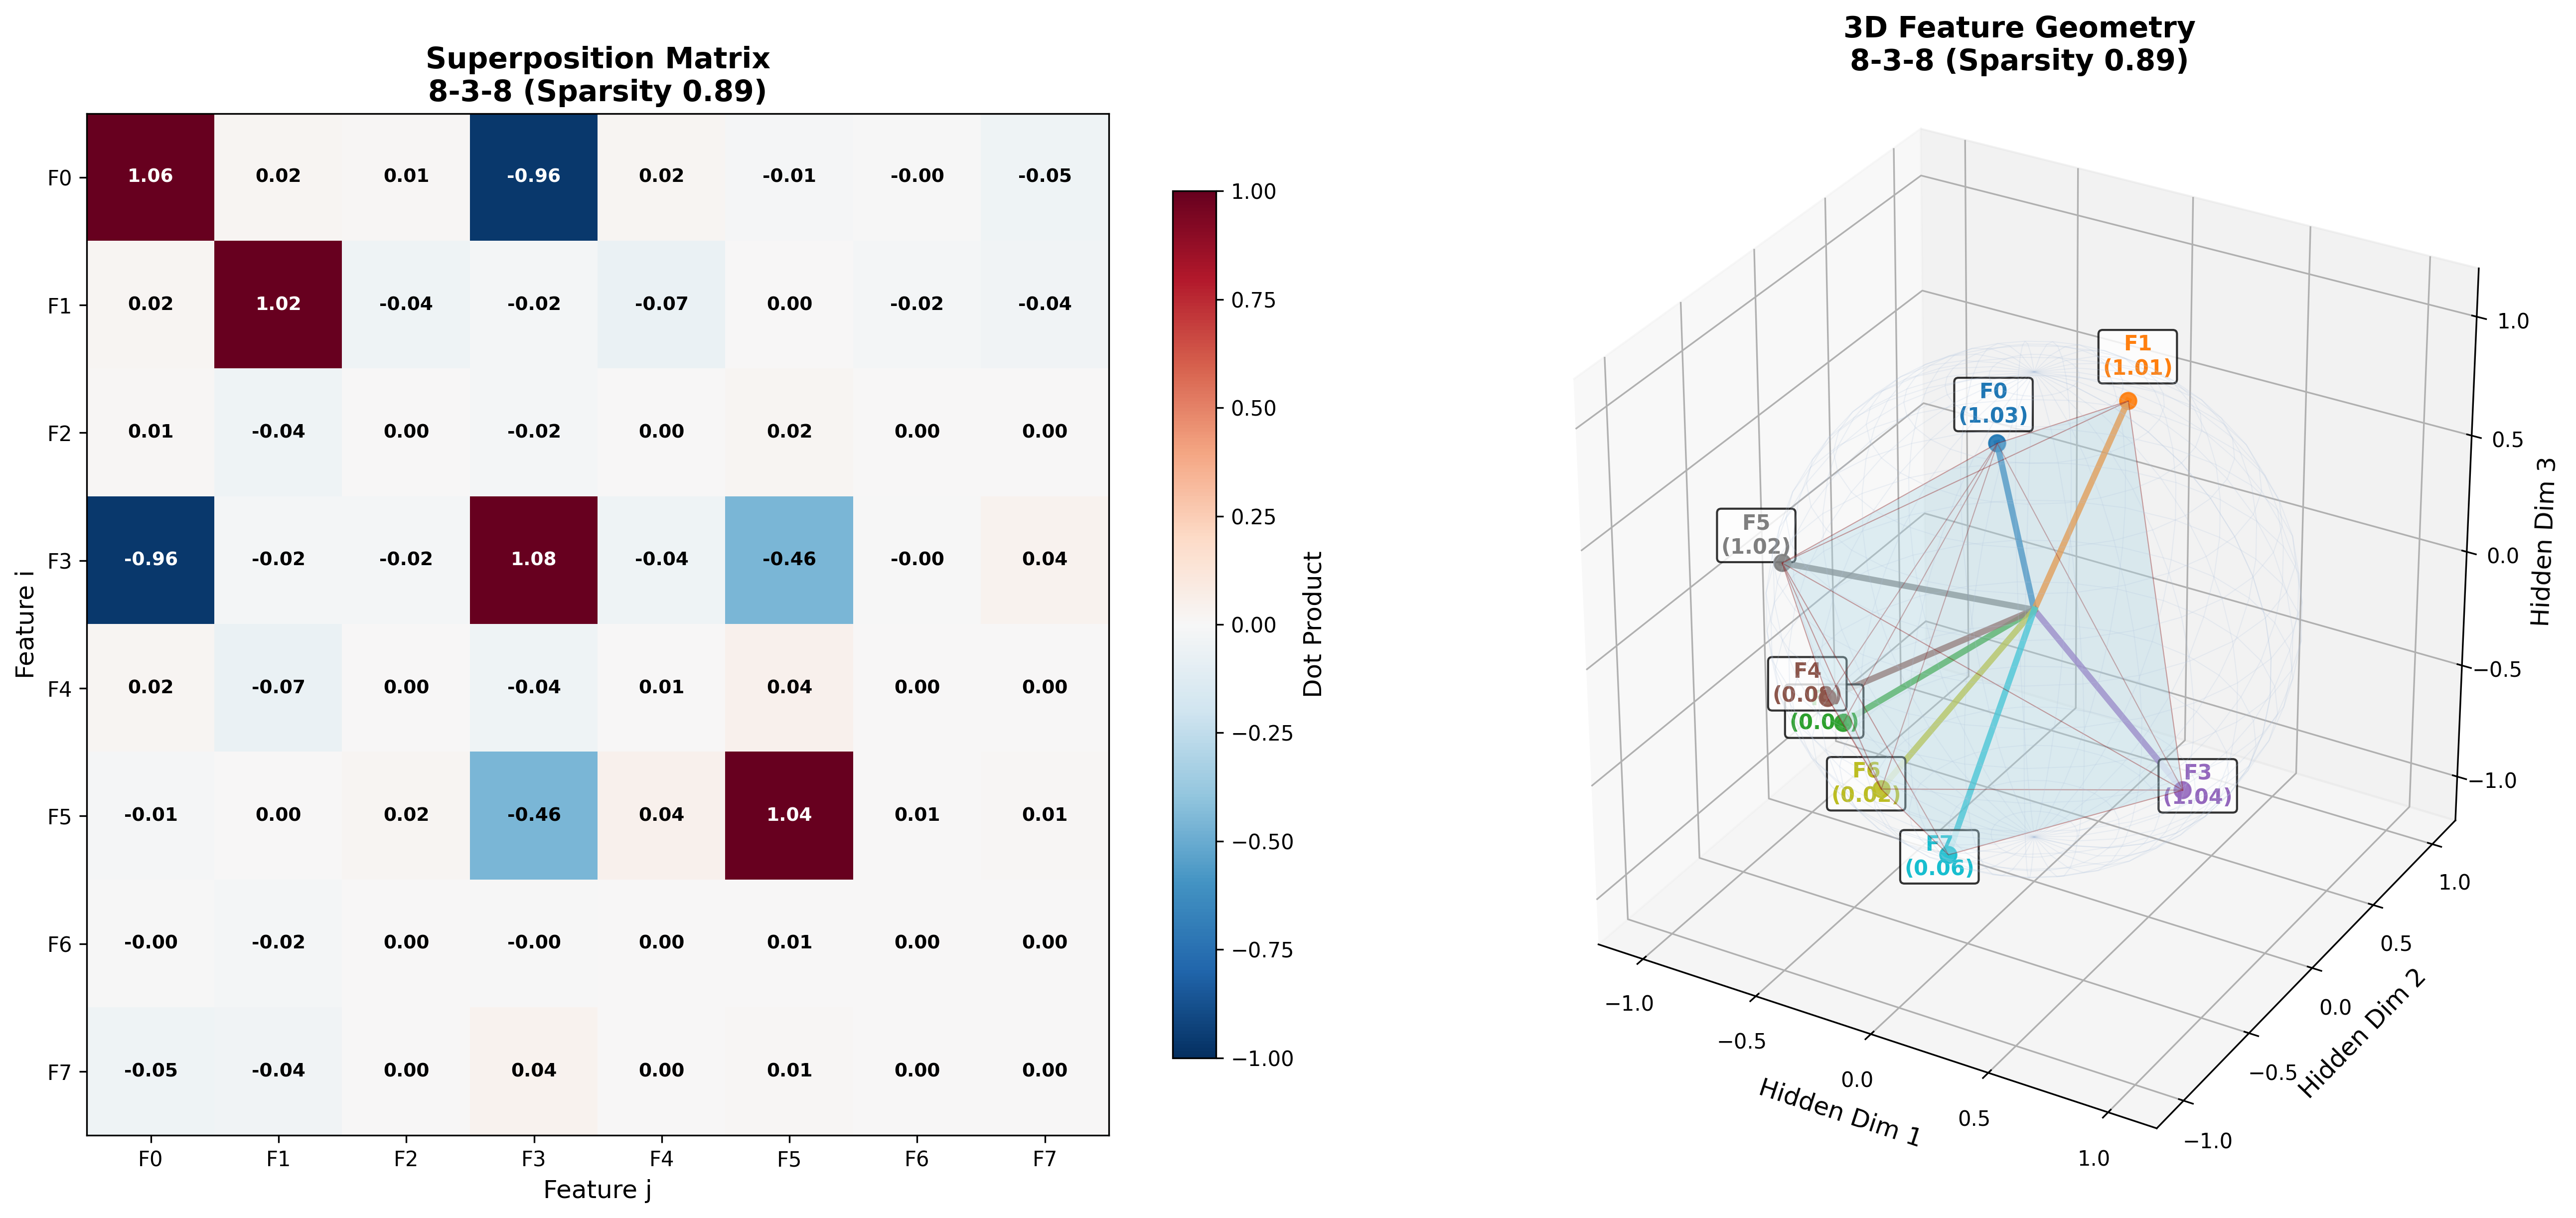 Superposition Matrix
8-3-8 (Sparsity 0.89)
F0 1.06 0.02 0.01 -0.96 0.02 -0.01 -0.00 -0.05
F1 0.02 1.02 -0.04 -0.02 -0.07 0.00 -0.02 -0.04
F2 0.01 -0.04 0.00 -0.02 0.00 0.02 0.00 0.00
F3 -0.96 -0.02 -0.02 1.08 -0.04 -0.46 -0.00 0.04
F4 0.02 -0.07 0.00 -0.04 0.01 0.04 0.00 0.00
F5 -0.01 0.00 0.02 -0.46 0.04 1.04 0.01 0.01
F6 -0.00 -0.02 0.00 -0.00 0.00 0.01 0.00 0.00
F7 -0.05 -0.04 0.00 0.04 0.00 0.01 0.00 0.00
F0 F1 F2 F3 F4 F5 F6 F7
Feature j
Feature i
1.00
0.75
0.50
0.25
0.00
−0.25
−0.50
−0.75
−1.00
Dot Product
3D Feature Geometry
8-3-8 (Sparsity 0.89)
F1
(1.01)
F0
(1.03)
F5
(1.02)
F4
F6
(0.02)
F7
(0.06)
F3
(1.04)
1.0
0.5
0.0
−0.5
−1.0
Hidden Dim 3
−1.0
−0.5
0.0
0.5
1.0
Hidden Dim 1
1.0
0.5
0.0
−0.5
−1.0
Hidden Dim 2